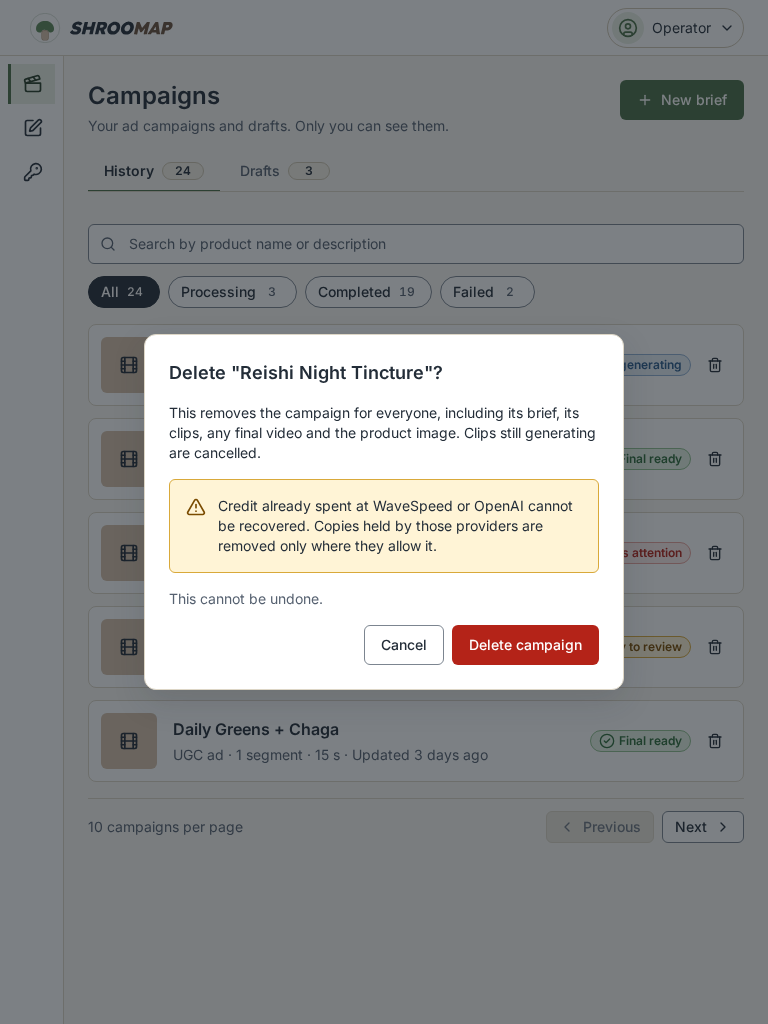 SHROOMAP
Operator
Campaigns
Your ad campaigns and drafts. Only you can see them.
New brief
History 24
Drafts 3
Search by product name or description
All 24
Processing 3
Completed 19
Failed 2
generating
Delete "Reishi Night Tincture"?
This removes the campaign for everyone, including its brief, its
clips, any final video and the product image. Clips still generating
are cancelled.
Final ready
Credit already spent at WaveSpeed or OpenAI cannot
be recovered. Copies held by those providers are
removed only where they allow it.
attention
This cannot be undone.
Cancel
Delete campaign
to review
Daily Greens + Chaga
UGC ad · 1 segment · 15 s · Updated 3 days ago
Final ready
10 campaigns per page
Previous
Next